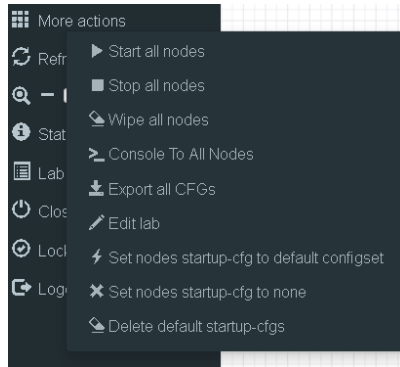 More actions
Start all nodes
Refr
Stop all nodes
Wipe all nodes
Stat
Console To All Nodes
Lab
Export all CFGs
Clos
Edit lab
Lock
Set nodes startup-cfg to default configset
Log
Set nodes startup-cfg to none
Delete default startup-cfgs